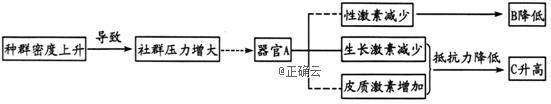 性激素减少
B降低
导致
种群密度上升
社群压力增大
器官A
生长激素减少
抵抗力降低
C升高
@正确云
皮质激素增加